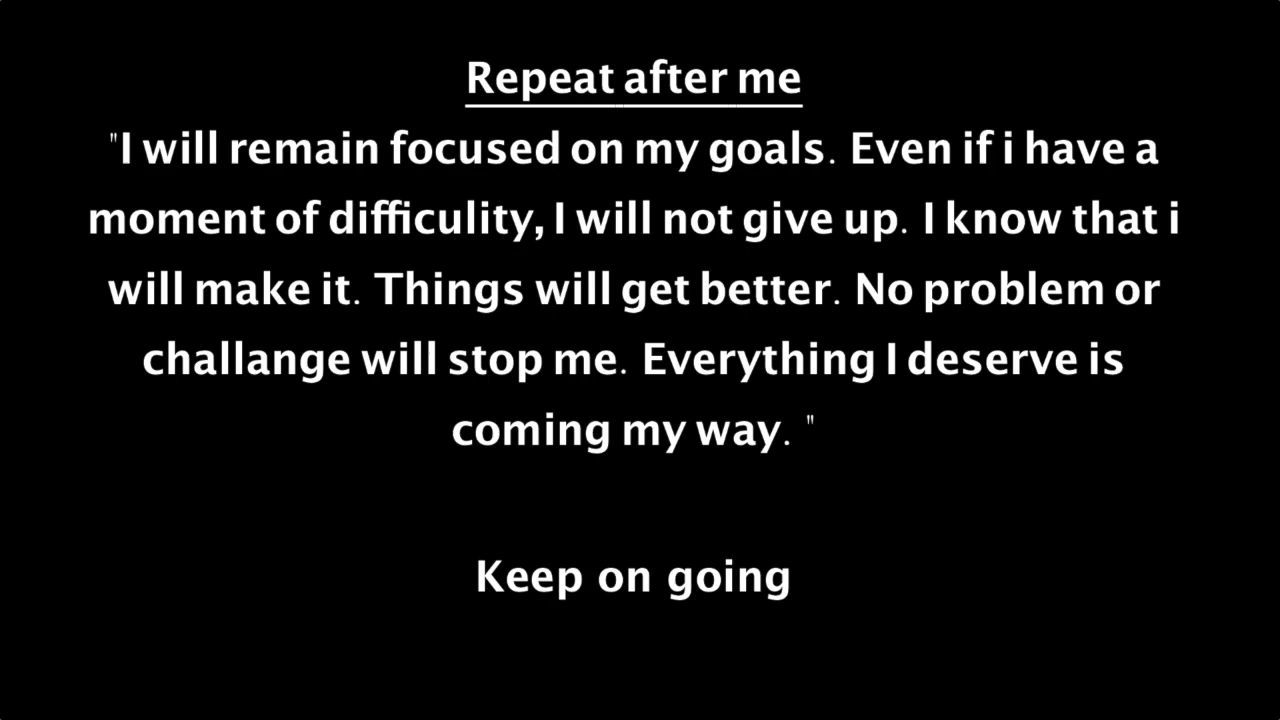 Repeat after me
"I will remain focused on my goals. Even if i have a
moment of difficulity, I will not give up. I know that i
will make it. Things will get better. No problem or
challange will stop me. Everything I deserve is
coming my way. "
Keep on going